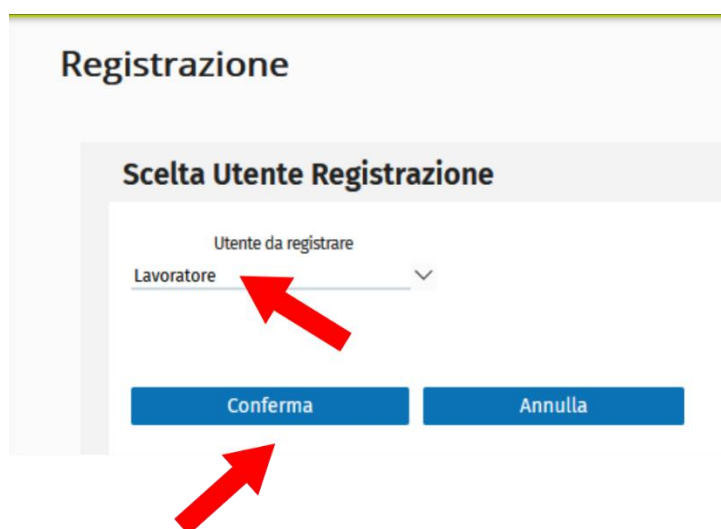 Registrazione
Scelta Utente Registrazione
Utente da registrare
Lavoratore
Conferma Annulla